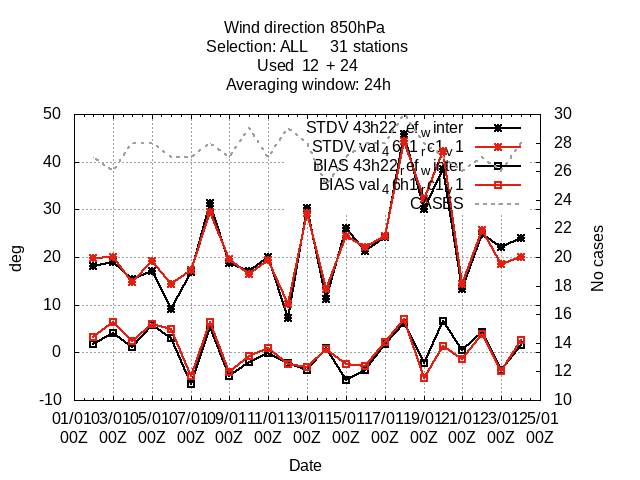 Wind direction 850hPa
Selection: ALL 31 stations
Used 12 + 24
Averaging window: 24h
50
40
30
20
10
0
-10
deg
30
28
26
24
22
20
18
16
14
12
10
No cases
STDV 43h22_ref_winter
STDV val_46h1_rc1_v1
BIAS 43h22_ref_winter
BIAS val_46h1_rc1_v1
CASES
01/01 03/01 05/01 07/01 09/01 11/01 13/01 15/01 17/01 19/01 21/01 23/01 25/01
00Z 00Z 00Z 00Z 00Z 00Z 00Z 00Z 00Z 00Z 00Z 00Z 00Z
Date